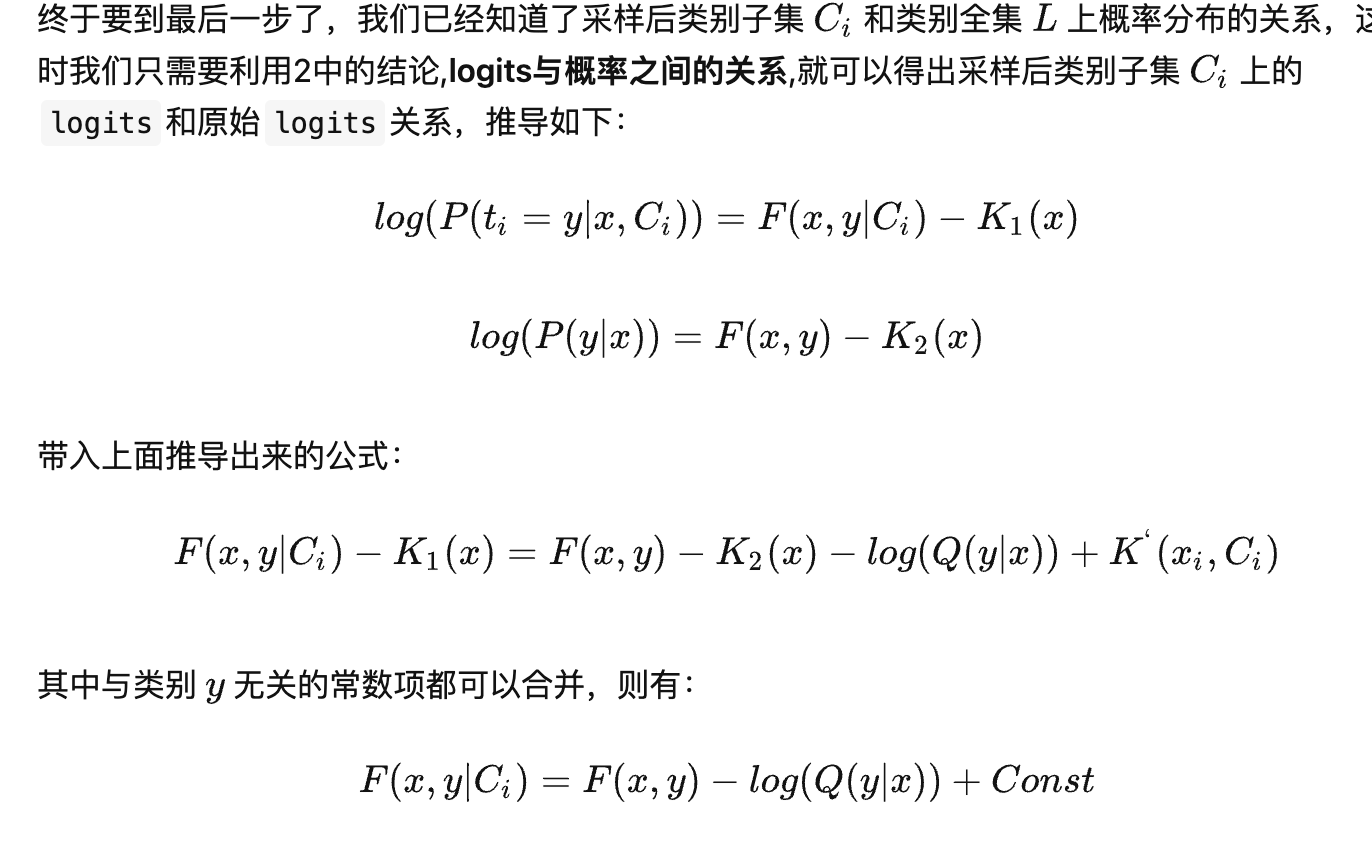 终于要到最后一步了，我们已经知道了采样后类别子集 C_i 和类别全集 L 上概率分布的关系，
时我们只需要利用2中的结论,logits与概率之间的关系,就可以得出采样后类别子集 C_i 上的
logits 和原始 logits 关系，推导如下：
log(P(t_i = y|x, C_i)) = F(x, y|C_i) − K_1(x)
log(P(y|x)) = F(x, y) − K_2(x)
带入上面推导出来的公式：
F(x, y|C_i) − K_1(x) = F(x, y) − K_2(x) − log(Q(y|x)) + K^‘(x_i, C_i)
其中与类别 y 无关的常数项都可以合并，则有：
F(x, y|C_i) = F(x, y) − log(Q(y|x)) + Const